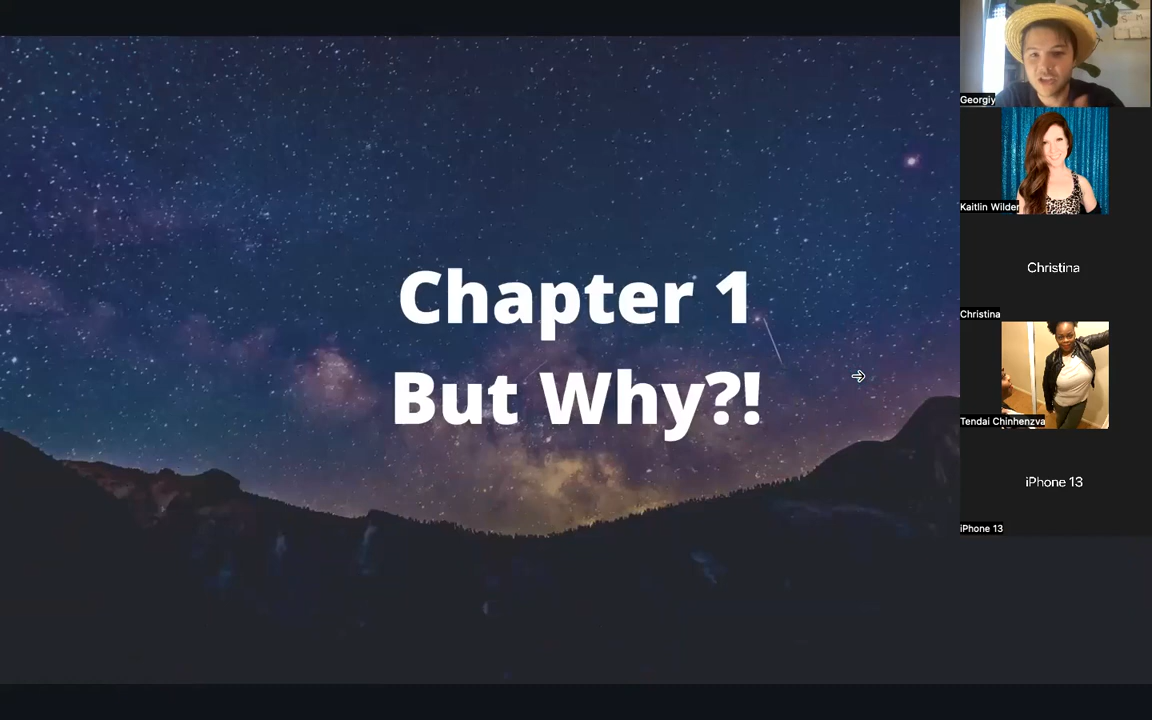 Chapter 1
But Why?!
Georgiy
Kaitlin Wilder
Christina
Christina
Tendai Chinhenzva
iPhone 13
iPhone 13